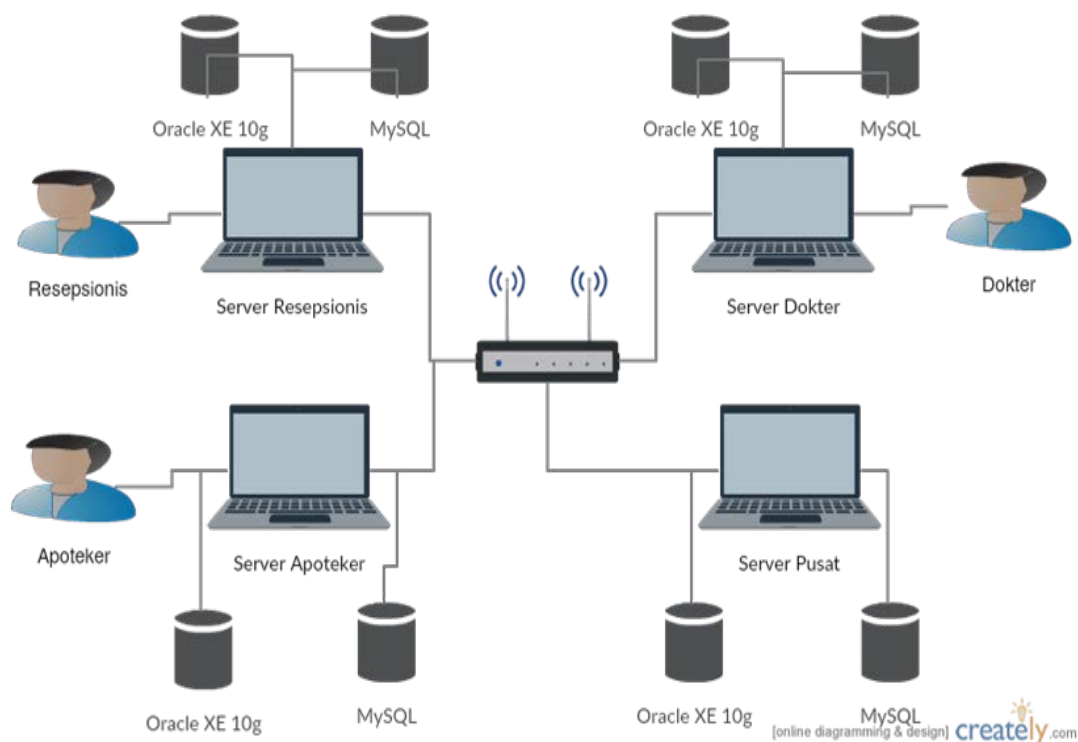 Oracle XE 10g
MySQL
Oracle XE 10g
MySQL
Resepsionis
Server Resepsionis
Server Dokter
Dokter
Apoteker
Server Apoteker
Server Pusat
Oracle XE 10g
MySQL
Oracle XE 10g
MySQL
[online diagramming & design] creately.com